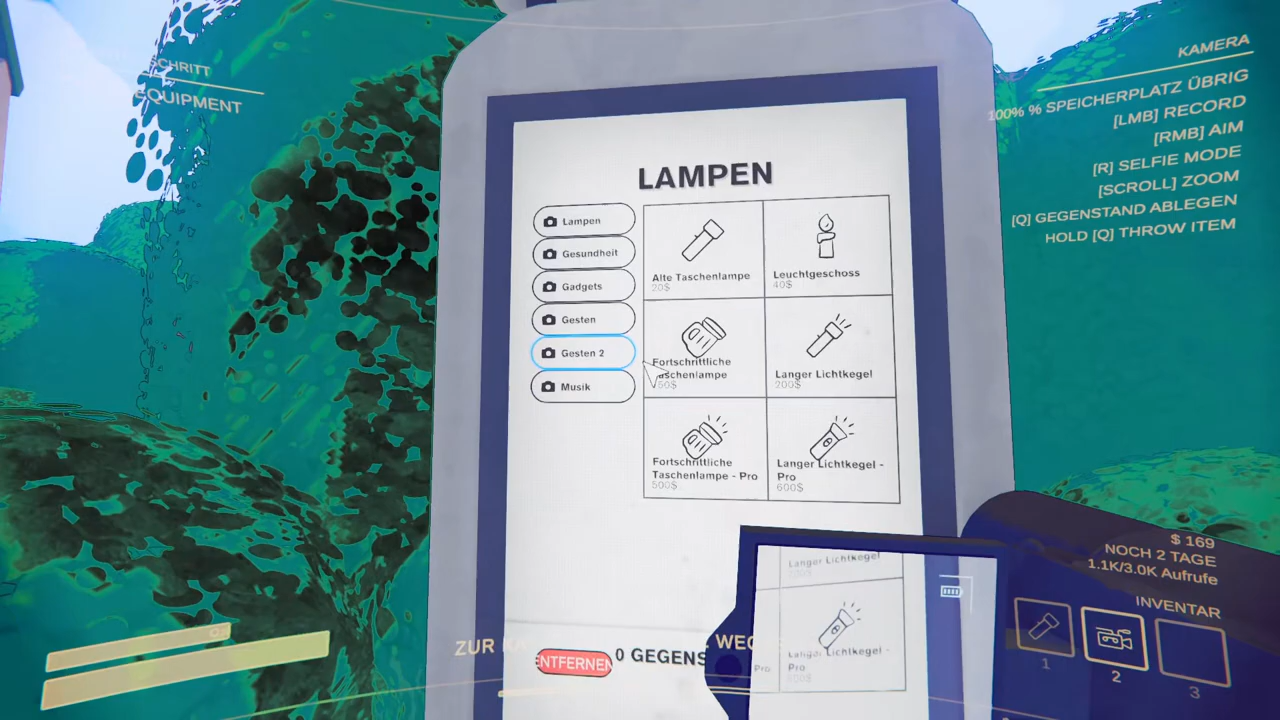 SCHRITT
EQUIPMENT
KAMERA
100% % SPEICHERPLATZ ÜBRIG
[LMB] RECORD
[RMB] AIM
[R] SELFIE MODE
[SCROLL] ZOOM
[Q] GEGENSTAND ABLEGEN
HOLD [Q] THROW ITEM
LAMPEN
Lampen
Gesundheit
Gadgets
Gesten
Gesten 2
Musik
Alte Taschenlampe
20$
Leuchtgeschoss
40$
Fortschrittliche
aschenlampe
50$
Langer Lichtkegel
200$
Fortschrittliche
Taschenlampe - Pro
500$
Langer Lichtkegel -
Pro
600$
Langer Lichtkegel
Langer Lichtkegel -
Pro
Pro
ZUR
WEG
ENTFERNEN
0 GEGENS
$ 169
NOCH 2 TAGE
1.1K/3.0K Aufrufe
INVENTAR
1
2
3